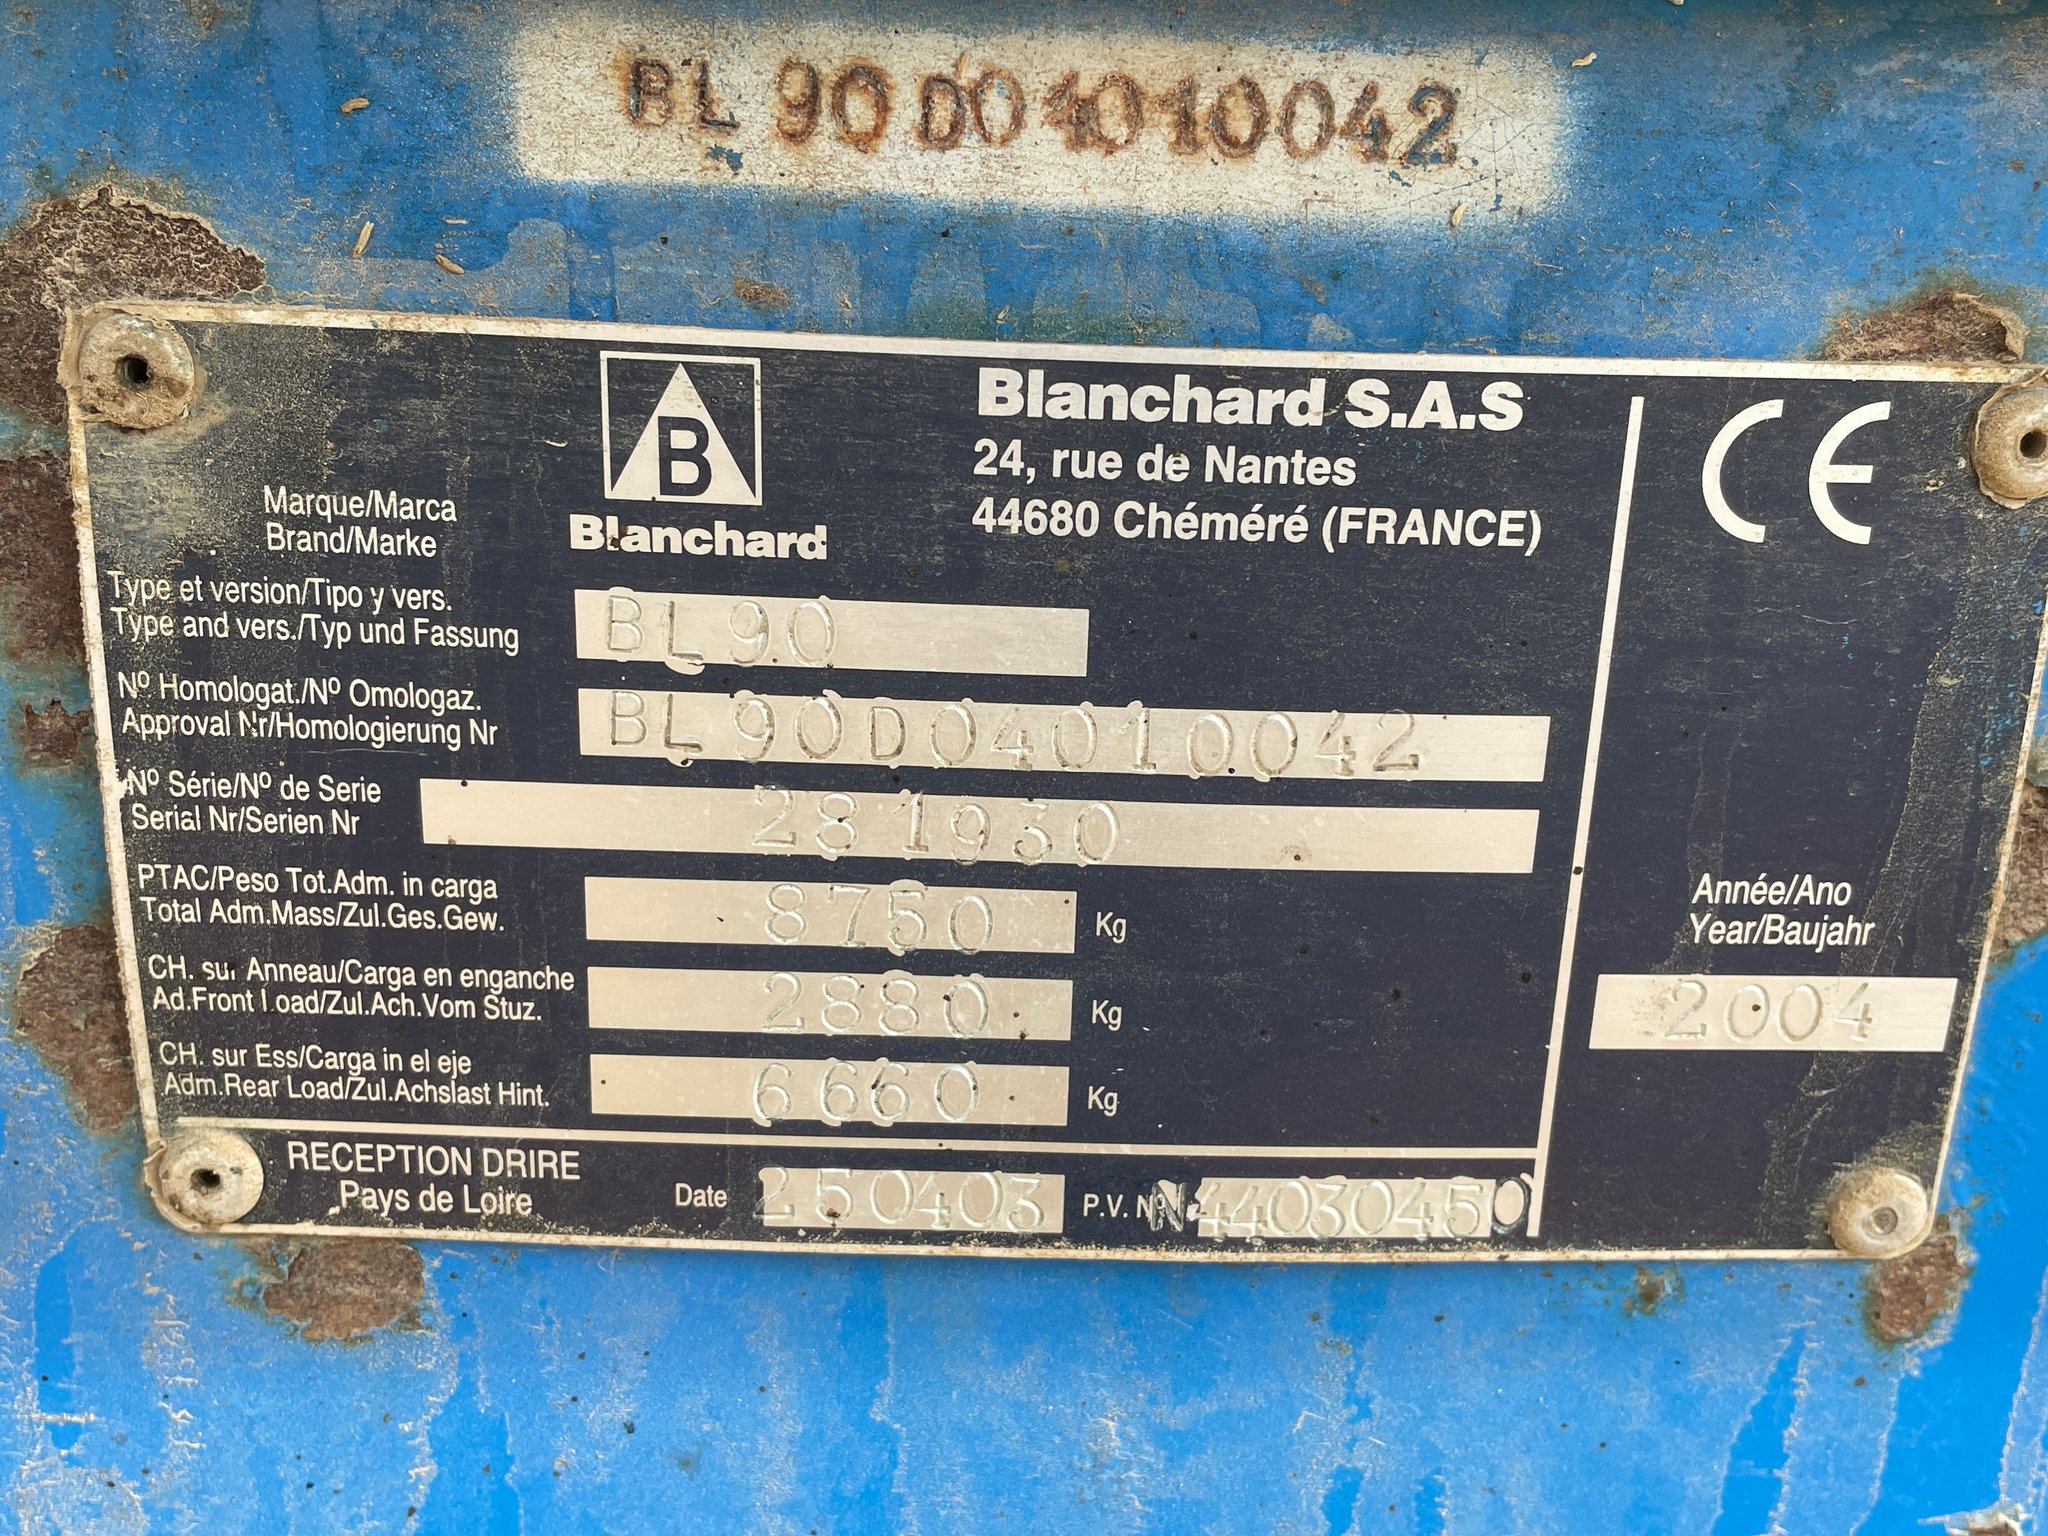 BL 90D04010042
B
Blanchard
Blanchard S.A.S
24, rue de Nantes
44680 Chéméré (FRANCE)
CE
Marque/Marca
Brand/Marke
Type et version/Tipo y vers.
Type and vers./Typ und Fassung
BL90
Nº Homologat./Nº Omologaz.
Approval Nr/Homologierung Nr
BL90D04010042
Nº Série/Nº de Serie
Serial Nr/Serien Nr
281930
PTAC/Peso Tot.Adm. in carga
Total Adm.Mass/Zul.Ges.Gew.
8750 Kg
CH. sur Anneau/Carga en enganche
Ad.Front Load/Zul.Ach.Vom Stuz.
2880 Kg
CH. sur Ess/Carga in el eje
Adm.Rear Load/Zul.Achslast Hint.
6660 Kg
Année/Ano
Year/Baujahr
2004
RECEPTION DRIRE
Pays de Loire
Date 250403 P.V. Nº N44030450